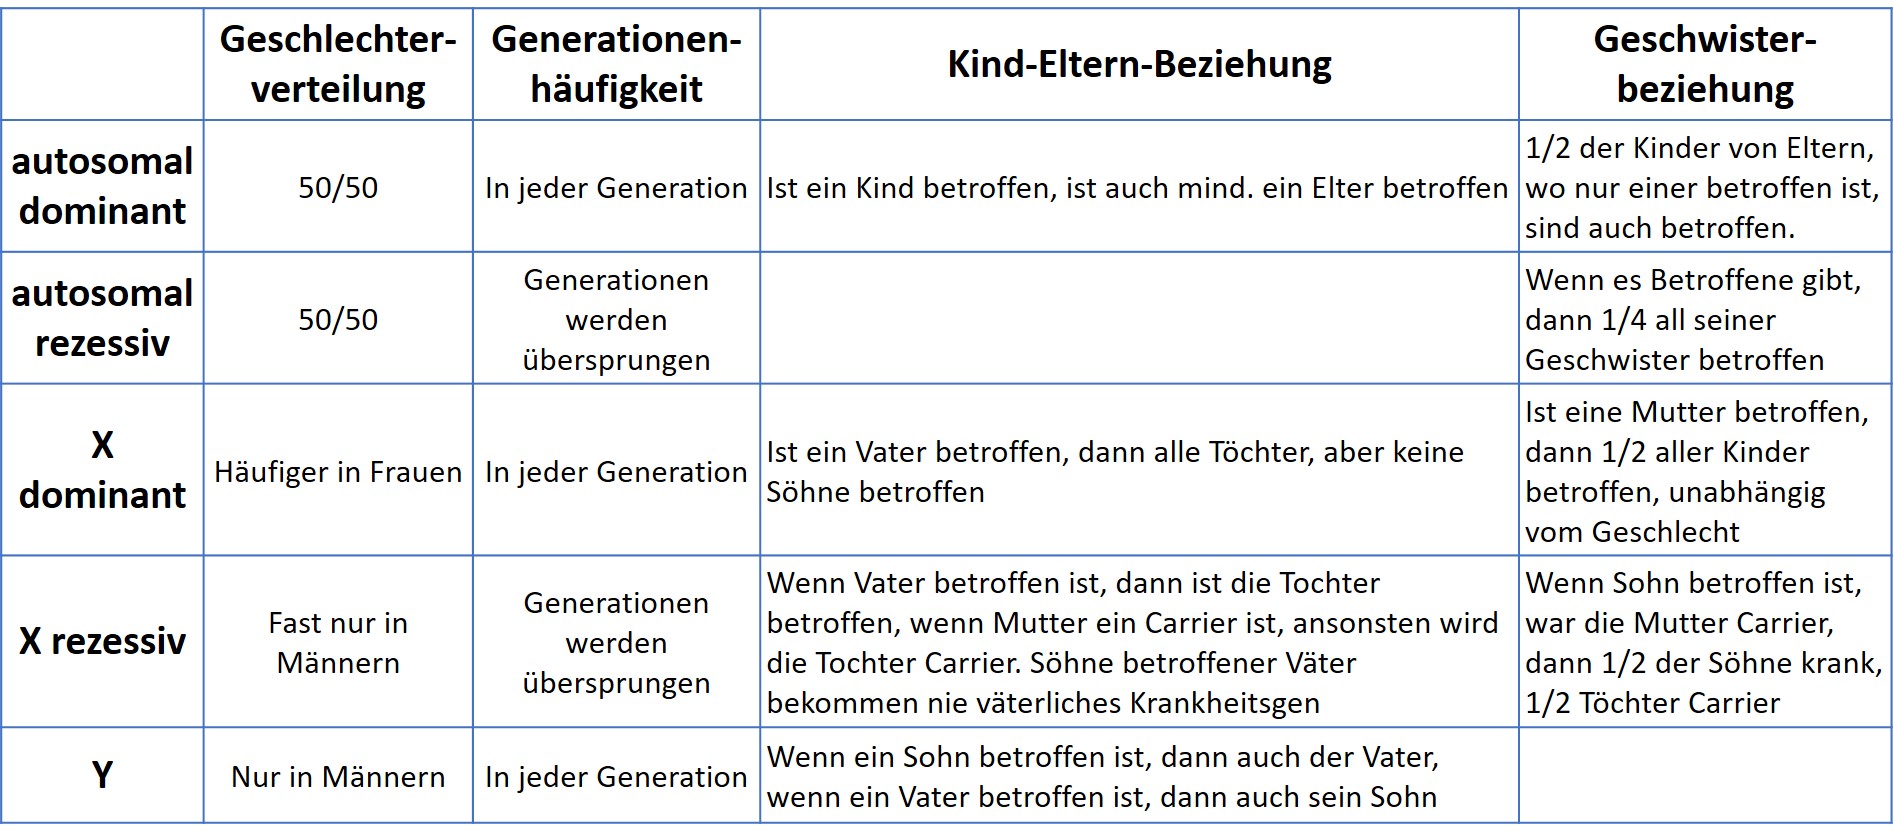 Geschlechter-
verteilung
Generationen-
häufigkeit
Kind-Eltern-Beziehung
Geschwister-
beziehung
autosomal
dominant
50/50
In jeder Generation
Ist ein Kind betroffen, ist auch mind. ein Elter betroffen
1/2 der Kinder von Eltern,
wo nur einer betroffen ist,
sind auch betroffen.
autosomal
rezessiv
50/50
Generationen
werden
übersprungen
Wenn es Betroffene gibt,
dann 1/4 all seiner
Geschwister betroffen
X
dominant
Häufiger in Frauen
In jeder Generation
Ist ein Vater betroffen, dann alle Töchter, aber keine
Söhne betroffen
Ist eine Mutter betroffen,
dann 1/2 aller Kinder
betroffen, unabhängig
vom Geschlecht
X rezessiv
Fast nur in
Männern
Generationen
werden
übersprungen
Wenn Vater betroffen ist, dann ist die Tochter
betroffen, wenn Mutter ein Carrier ist, ansonsten wird
die Tochter Carrier. Söhne betroffener Väter
bekommen nie väterliches Krankheitsgen
Wenn Sohn betroffen ist,
war die Mutter Carrier,
dann 1/2 der Söhne krank,
1/2 Töchter Carrier
Y
Nur in Männern
In jeder Generation
Wenn ein Sohn betroffen ist, dann auch der Vater,
wenn ein Vater betroffen ist, dann auch sein Sohn